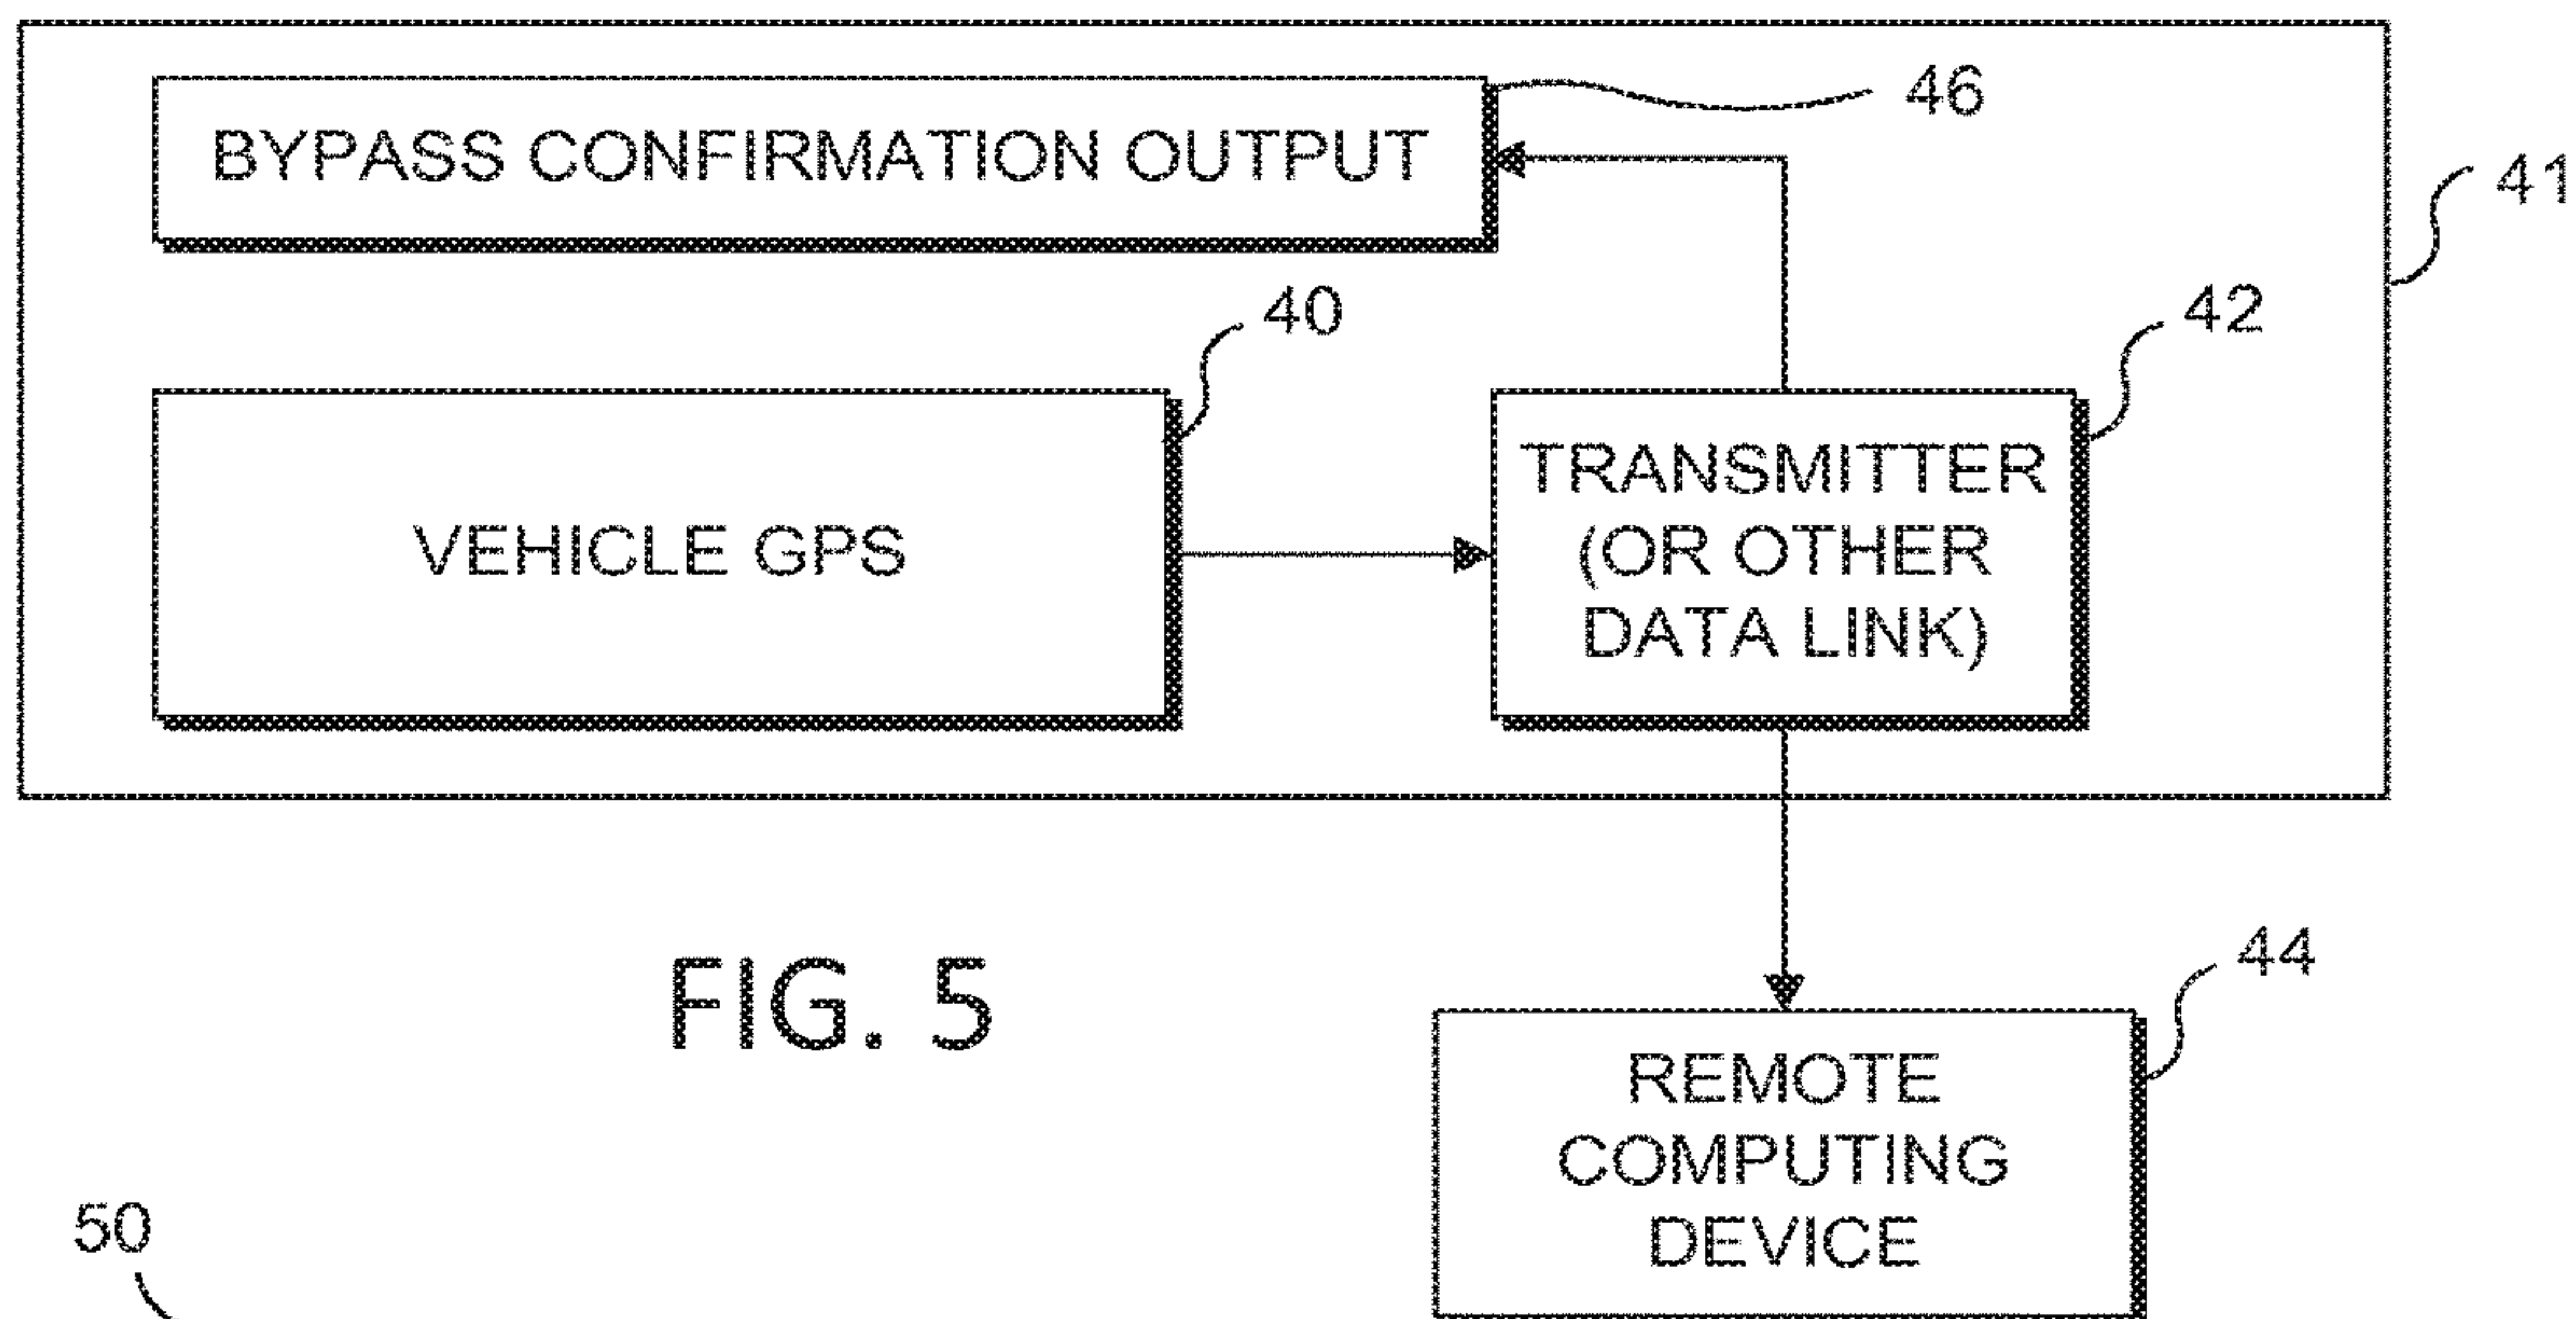 46
BYPASS CONFIRMATION OUTPUT
41
40
42
VEHICLE GPS
TRANSMITTER
(OR OTHER
DATA LINK)
FIG. 5
44
REMOTE
COMPUTING
DEVICE
50